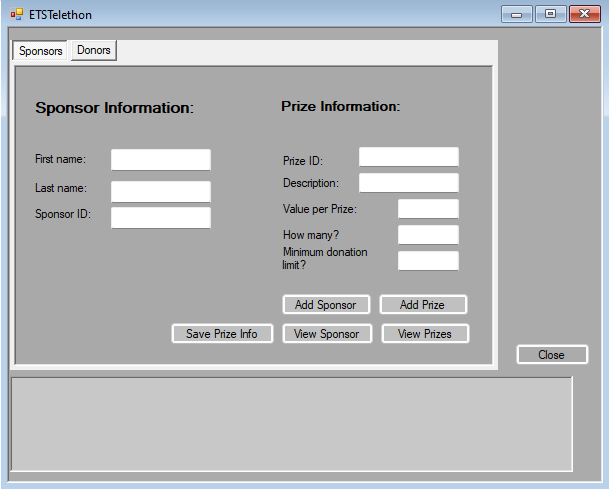 ETSTelethon
Sponsors
Donors
Sponsor Information:
Prize Information:
First name:
Last name:
Sponsor ID:
Prize ID:
Description:
Value per Prize:
How many?
Minimum donation
limit?
Add Sponsor
Add Prize
Save Prize Info
View Sponsor
View Prizes
Close